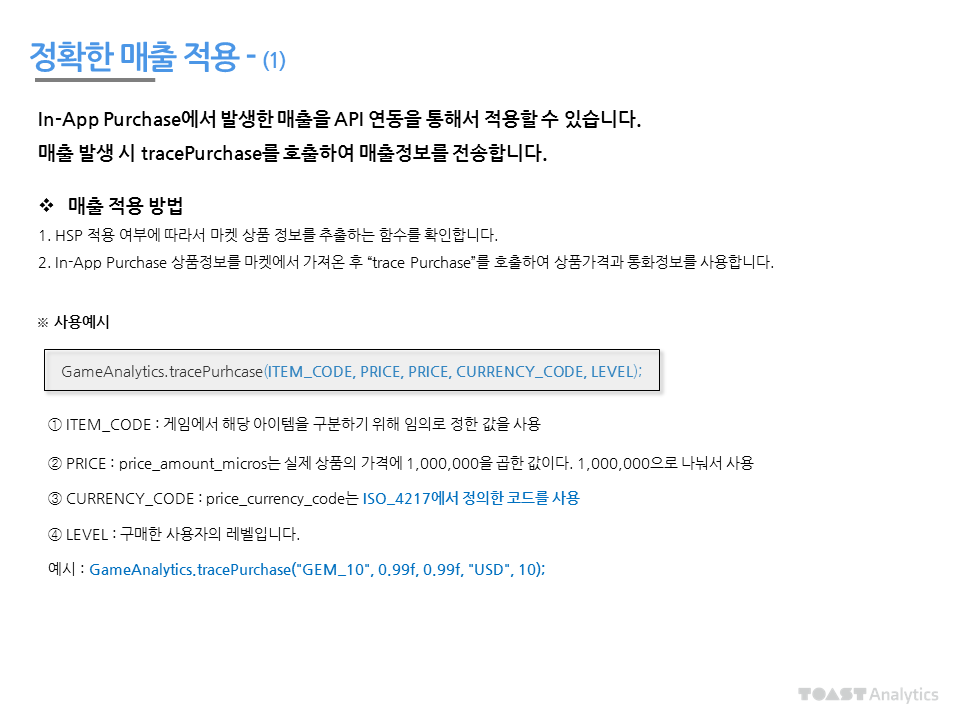 정확한 매출 적용 - (1)
In-App Purchase에서 발생한 매출을 API 연동을 통해서 적용할 수 있습니다.
매출 발생 시 tracePurchase를 호출하여 매출정보를 전송합니다.
❖ 매출 적용 방법
1. HSP 적용 여부에 따라서 마켓 상품 정보를 추출하는 함수를 확인합니다.
2. In-App Purchase 상품정보를 마켓에서 가져온 후 “trace Purchase”를 호출하여 상품가격과 통화정보를 사용합니다.
※ 사용예시
GameAnalytics.tracePurhcase(ITEM_CODE, PRICE, PRICE, CURRENCY_CODE, LEVEL);
① ITEM_CODE : 게임에서 해당 아이템을 구분하기 위해 임의로 정한 값을 사용
② PRICE : price_amount_micros는 실제 상품의 가격에 1,000,000을 곱한 값이다. 1,000,000으로 나눠서 사용
③ CURRENCY_CODE : price_currency_code는 ISO_4217에서 정의한 코드를 사용
④ LEVEL : 구매한 사용자의 레벨입니다.
예시 : GameAnalytics.tracePurchase("GEM_10", 0.99f, 0.99f, "USD", 10);
TOAST Analytics